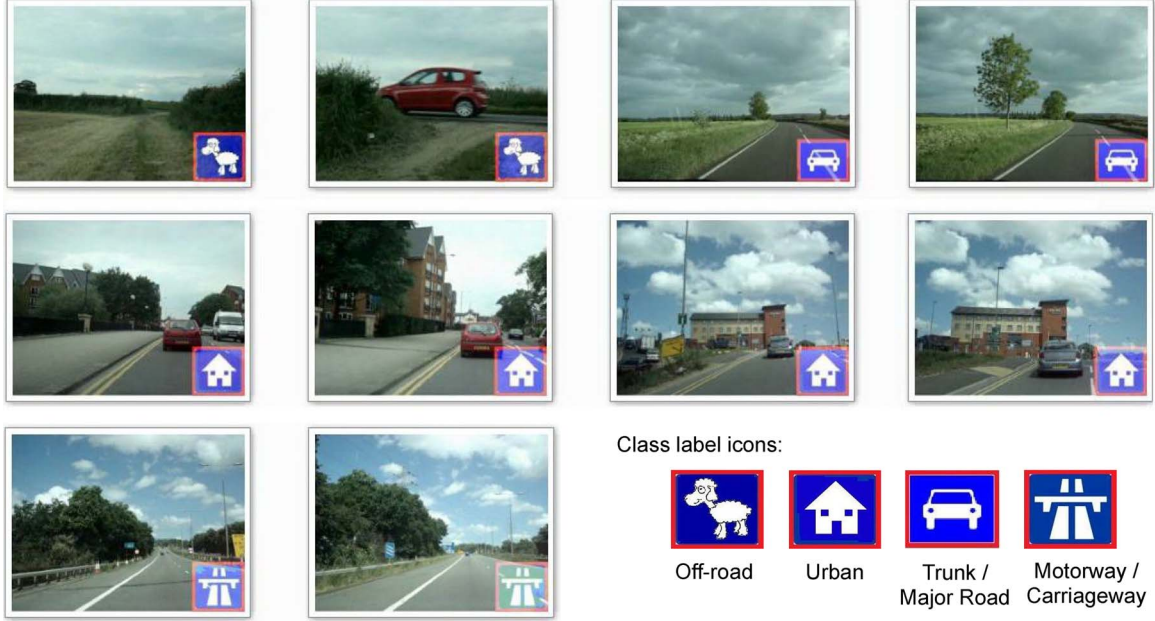 Class label icons:
Off-road
Urban
Trunk /
Major Road
Motorway /
Carriageway